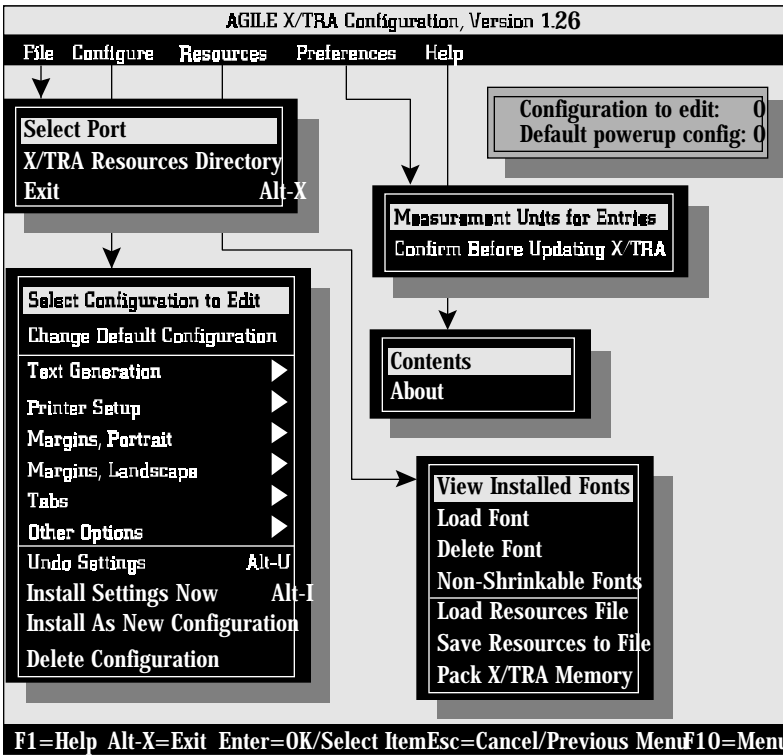 AGILE X/TRA Configuration, Version 1.26
File Configure Resources Preferences Help
Select Port
X/TRA Resources Directory
Exit Alt-X
Configuration to edit: 0
Default powerup config: 0
Measurement Units for Entries
Confirm Before Updating X/TRA
Select Configuration to Edit
Change Default Configuration
Text Generation
Printer Setup
Margins, Portrait
Margins, Landscape
Tabs
Other Options
Undo Settings Alt-U
Install Settings Now Alt-I
Install As New Configuration
Delete Configuration
Contents
About
View Installed Fonts
Load Font
Delete Font
Non-Shrinkable Fonts
Load Resources File
Save Resources to File
Pack X/TRA Memory
F1=Help Alt-X=Exit Enter=OK/Select Item Esc=Cancel/Previous Menu F10=Men